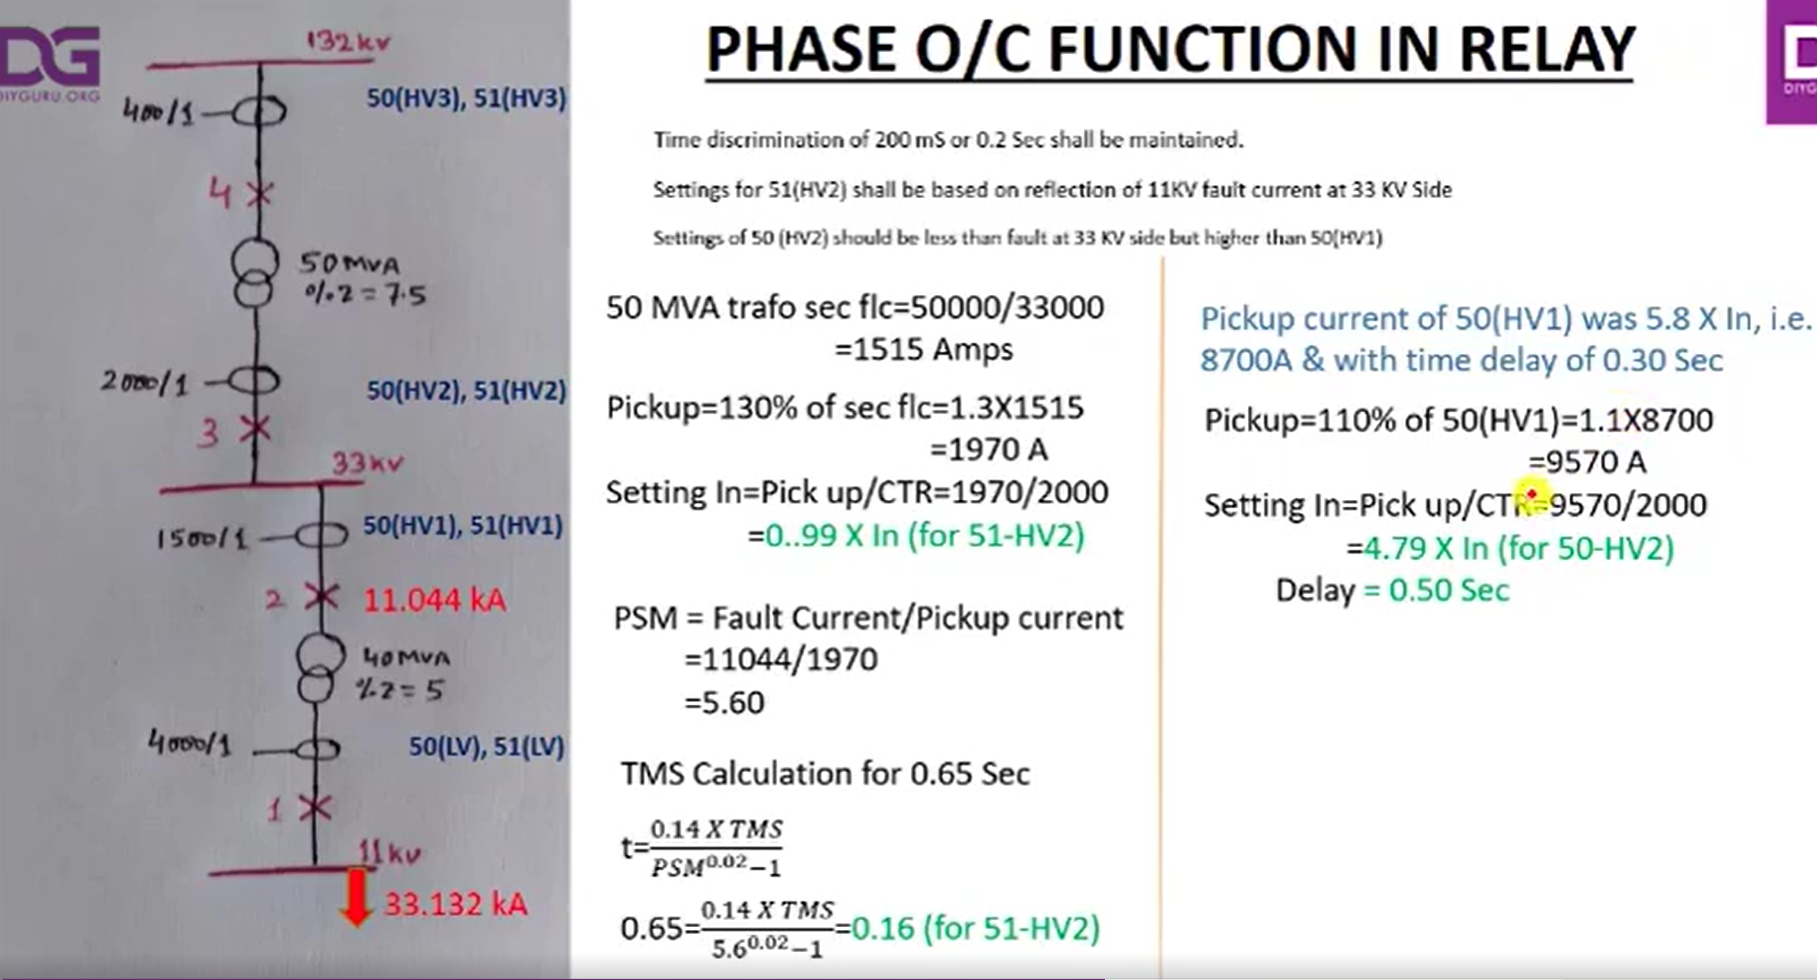 DG
DIYGURU.ORG
132kv
400/1
50(HV3), 51(HV3)
4
50MVA
%Z=7.5
2000/1
50(HV2), 51(HV2)
3
33kv
1500/1
50(HV1), 51(HV1)
2
11.044 kA
40MVA
%Z=5
4000/1
50(LV), 51(LV)
1
11kv
33.132 kA
PHASE O/C FUNCTION IN RELAY
D
DIYG
Time discrimination of 200 mS or 0.2 Sec shall be maintained.
Settings for 51(HV2) shall be based on reflection of 11KV fault current at 33 KV Side
Settings of 50 (HV2) should be less than fault at 33 KV side but higher than 50(HV1)
50 MVA trafo sec flc=50000/33000
=1515 Amps
Pickup=130% of sec flc=1.3X1515
=1970 A
Setting In=Pick up/CTR=1970/2000
=0..99 X In (for 51-HV2)
PSM = Fault Current/Pickup current
=11044/1970
=5.60
TMS Calculation for 0.65 Sec
t=0.14 X TMS/PSM^0.02−1
0.65=0.14 X TMS/5.6^0.02−1=0.16 (for 51-HV2)
Pickup current of 50(HV1) was 5.8 X In, i.e.
8700A & with time delay of 0.30 Sec
Pickup=110% of 50(HV1)=1.1X8700
=9570 A
Setting In=Pick up/CTR=9570/2000
=4.79 X In (for 50-HV2)
Delay = 0.50 Sec